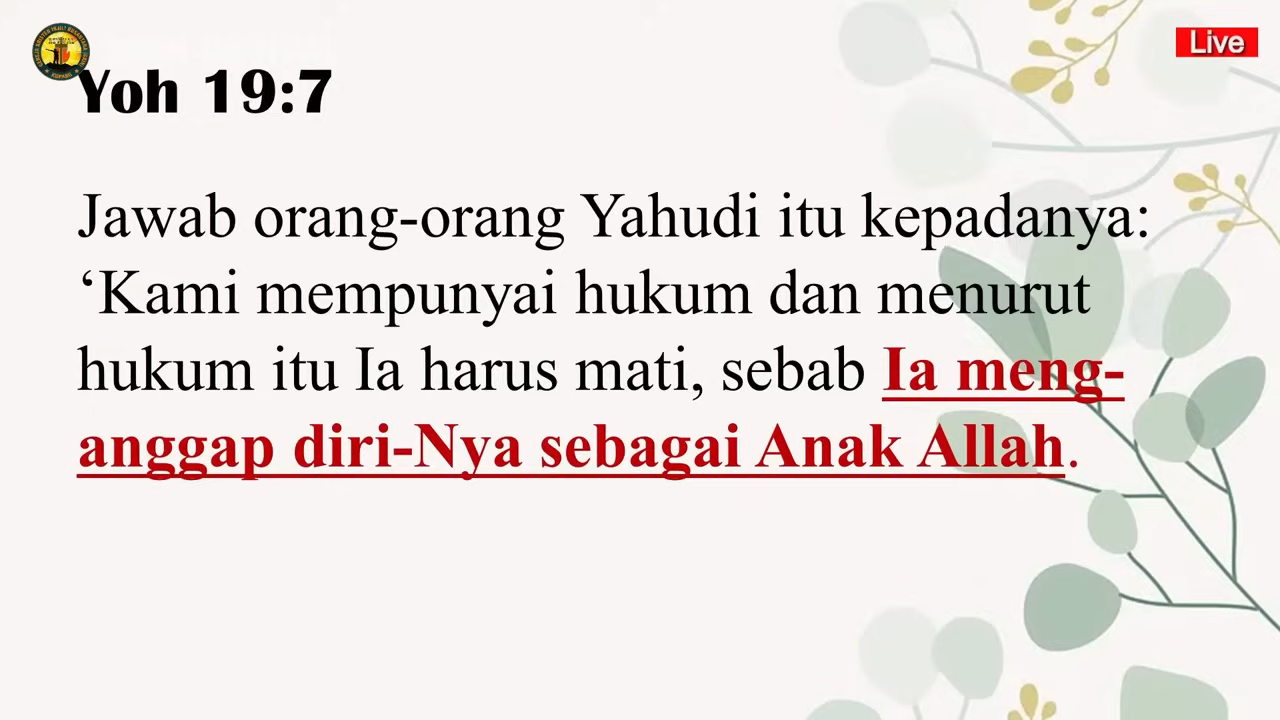 Live
Yoh 19:7
Jawab orang-orang Yahudi itu kepadanya:
‘Kami mempunyai hukum dan menurut
hukum itu Ia harus mati, sebab Ia meng-
anggap diri-Nya sebagai Anak Allah.